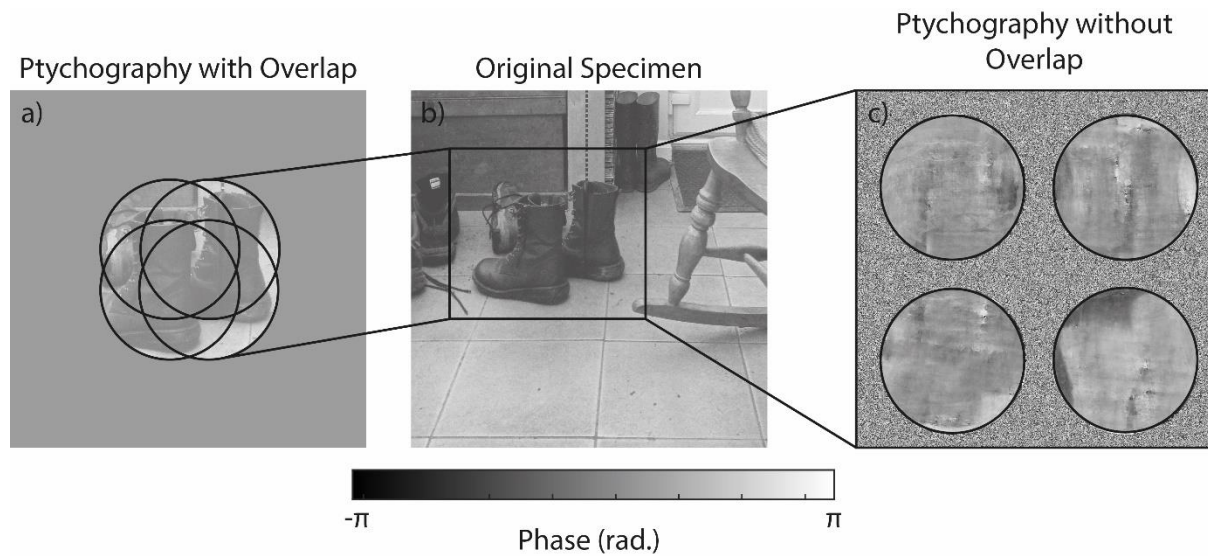 Ptychography with Overlap
Original Specimen
Ptychography without
Overlap
a)
b)
c)
-π
π
Phase (rad.)